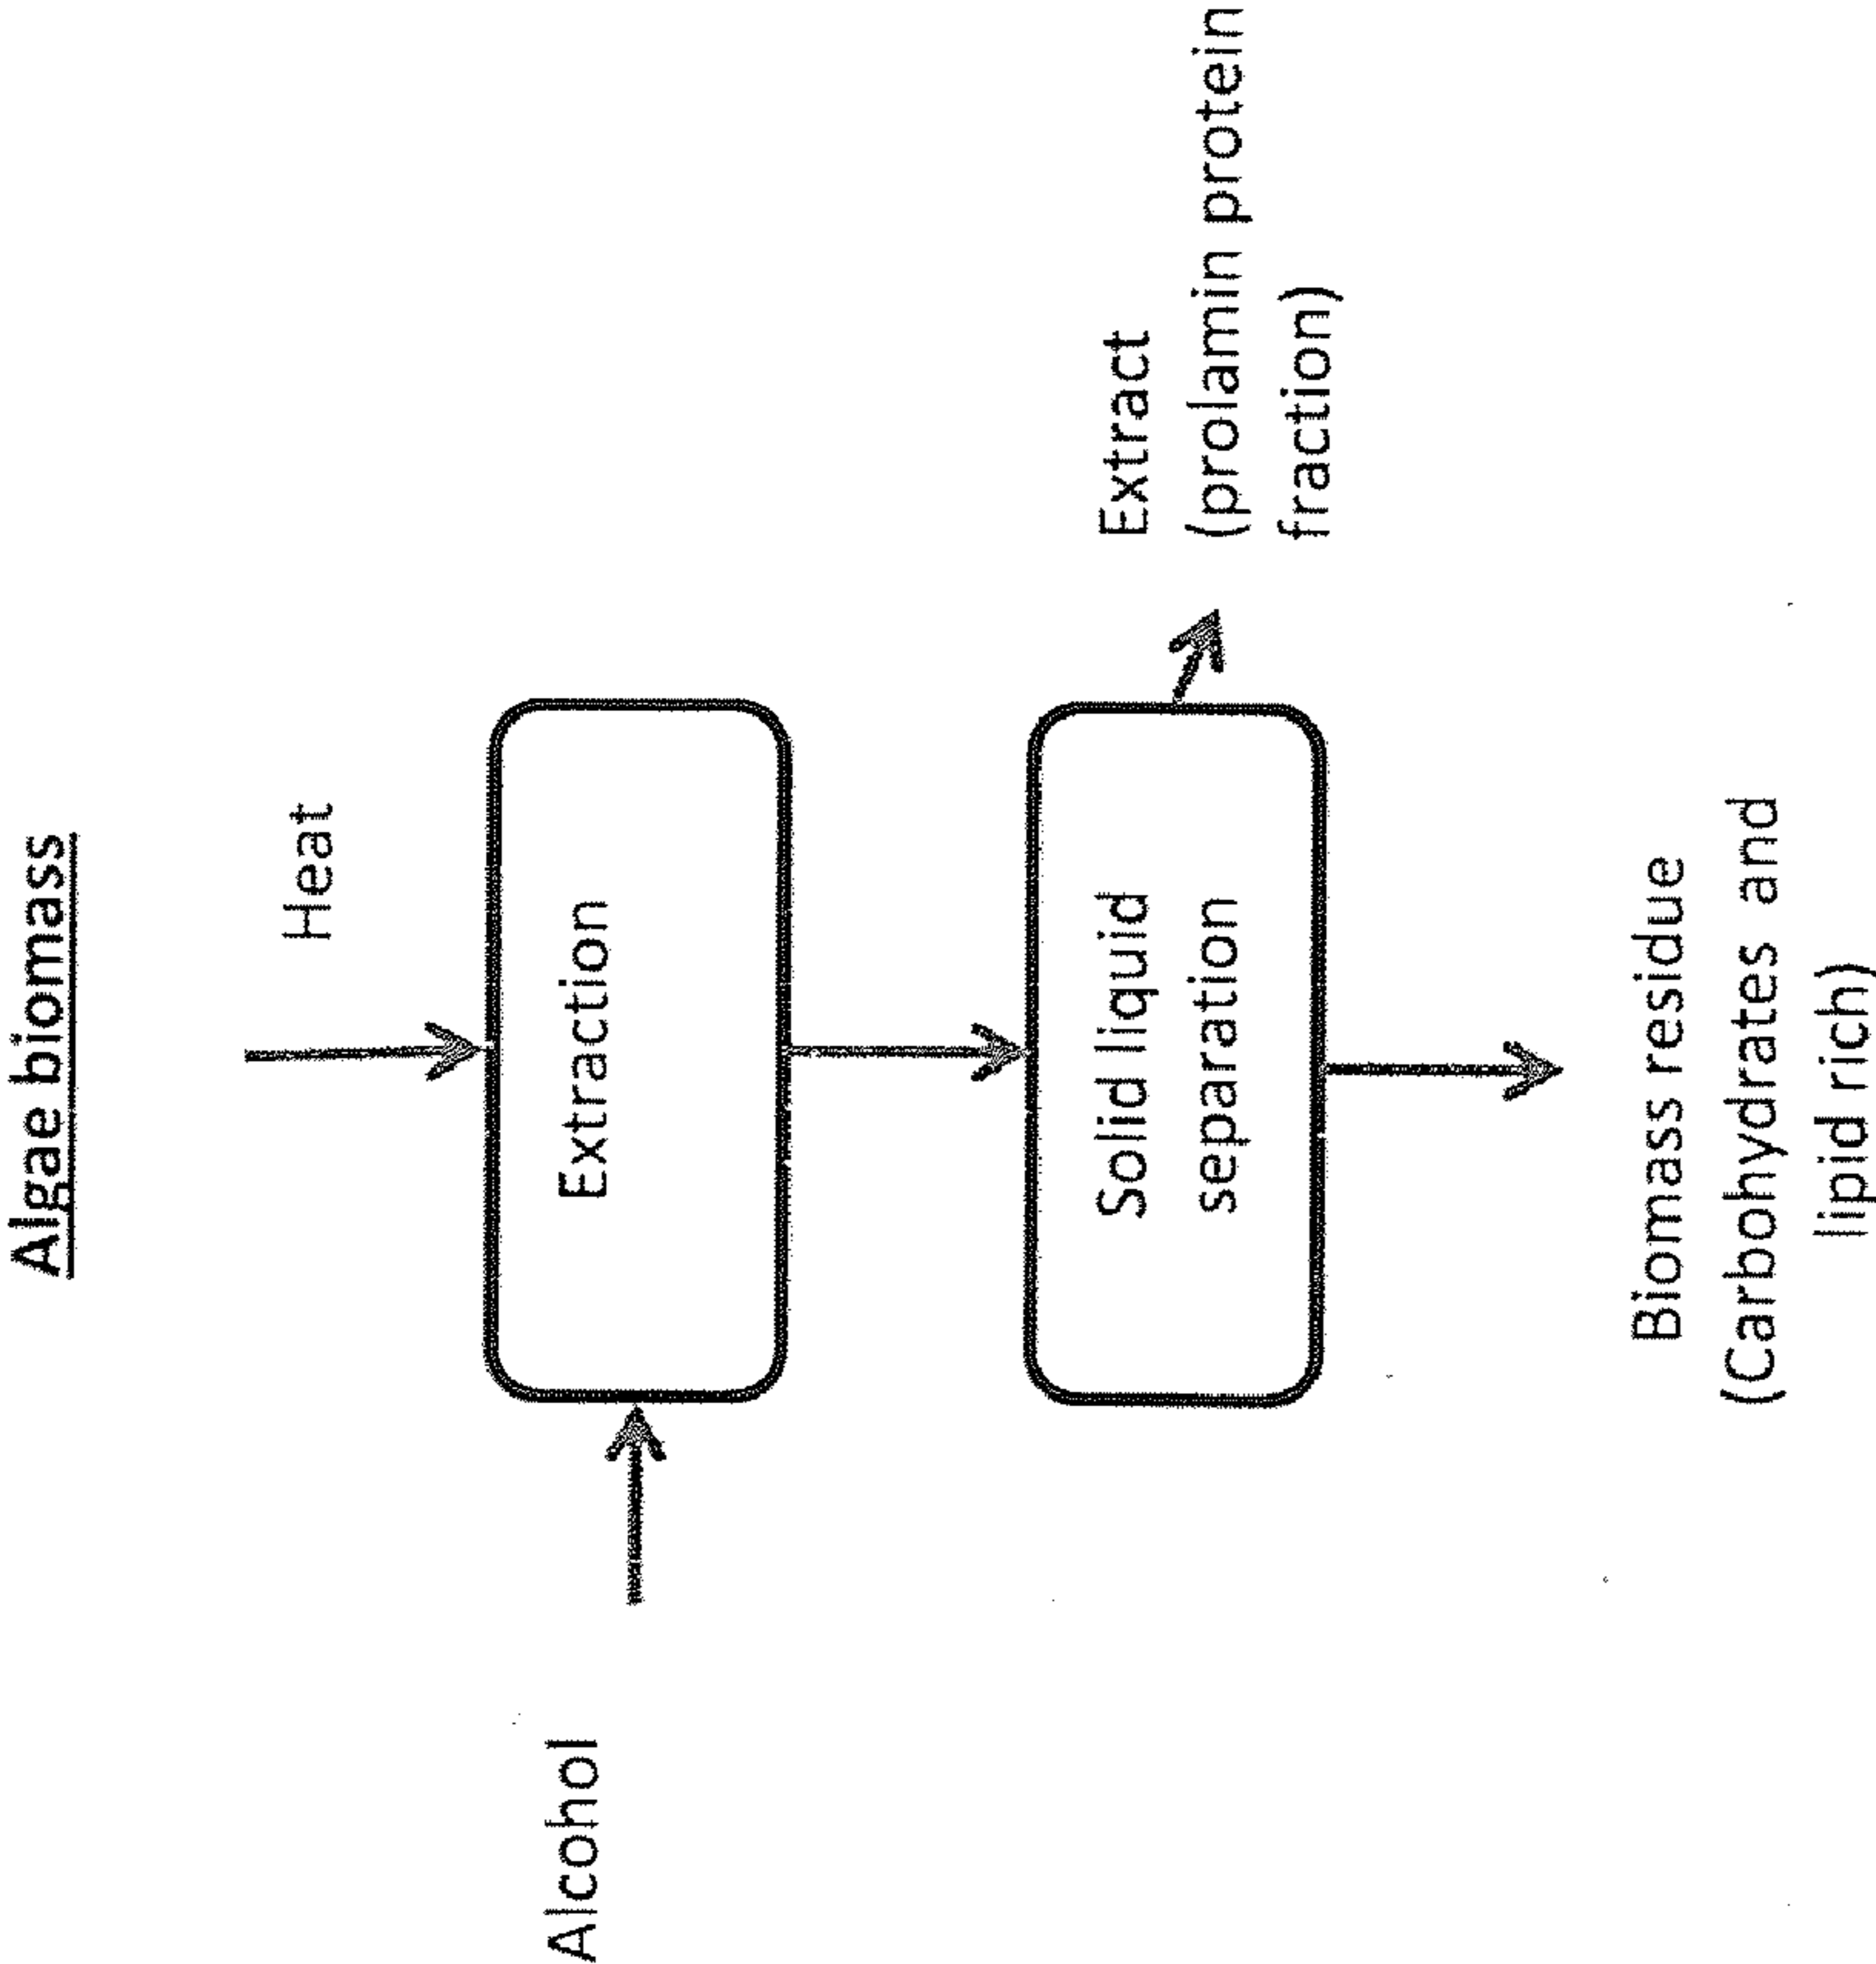 Algae biomass
Heat
Alcohol
Extraction
Solid liquid
separation
Extract
(prolamin protein
fraction)
Biomass residue
(Carbohydrates and
lipid rich)